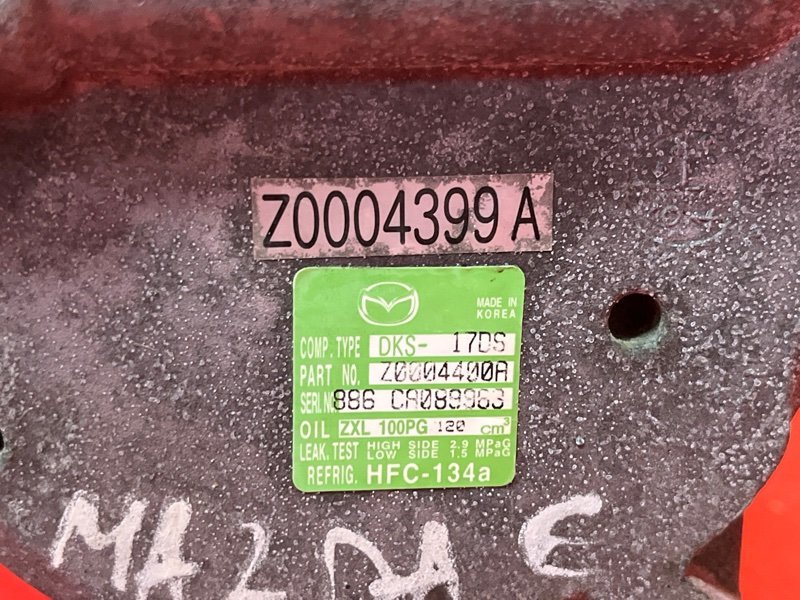 Z0004399A
MADE IN
KOREA
COMP. TYPE DKS- 17DS
PART NO. Z0004400A
SERI.NO 886 CA089963
OIL ZXL 100PG 120 cm³
LEAK. TEST HIGH SIDE 2.9 MPaG
LOW SIDE 1.5 MPaG
REFRIG. HFC-134a
MAZDA E